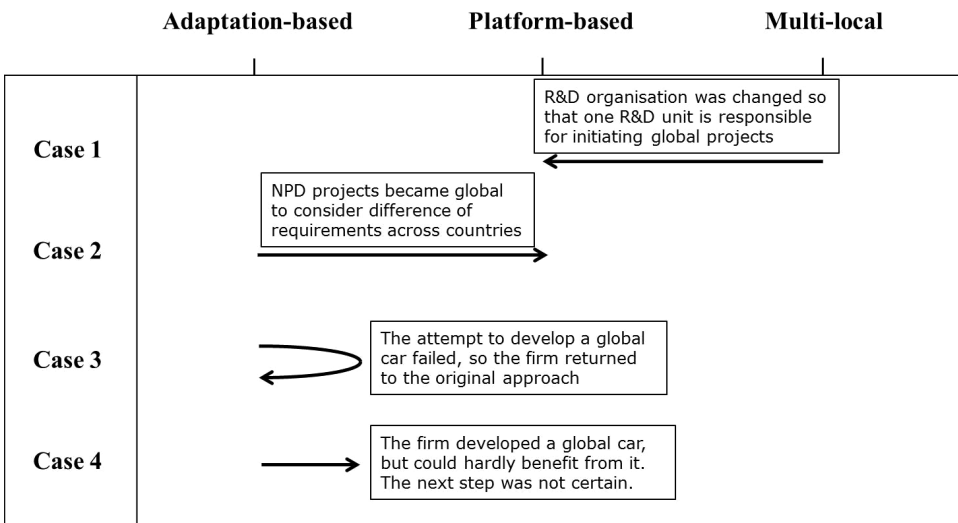 Adaptation-based Platform-based Multi-local
R&D organisation was changed so
that one R&D unit is responsible
for initiating global projects
Case 1
NPD projects became global
to consider difference of
requirements across countries
Case 2
The attempt to develop a global
car failed, so the firm returned
to the original approach
Case 3
The firm developed a global car,
but could hardly benefit from it.
The next step was not certain.
Case 4